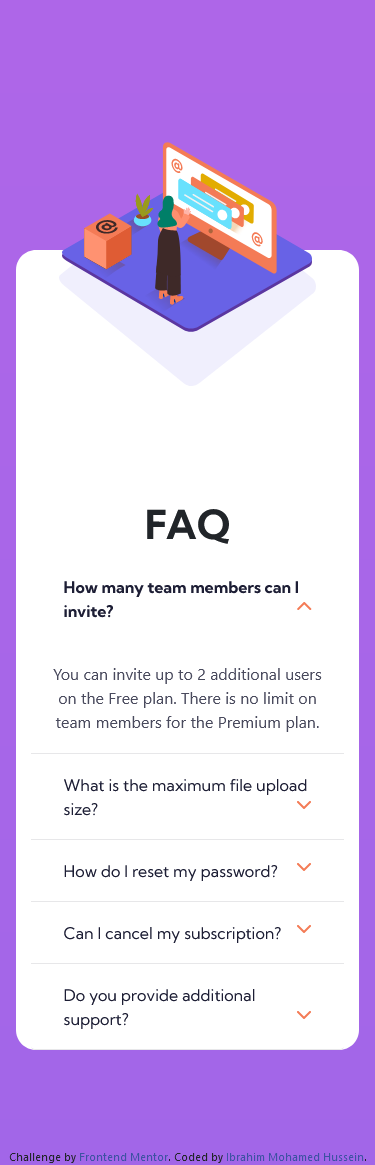 @
@
@
FAQ
How many team members can I
invite?
You can invite up to 2 additional users
on the Free plan. There is no limit on
team members for the Premium plan.
What is the maximum file upload
size?
How do I reset my password?
Can I cancel my subscription?
Do you provide additional
support?
Challenge by Frontend Mentor. Coded by Ibrahim Mohamed Hussein.